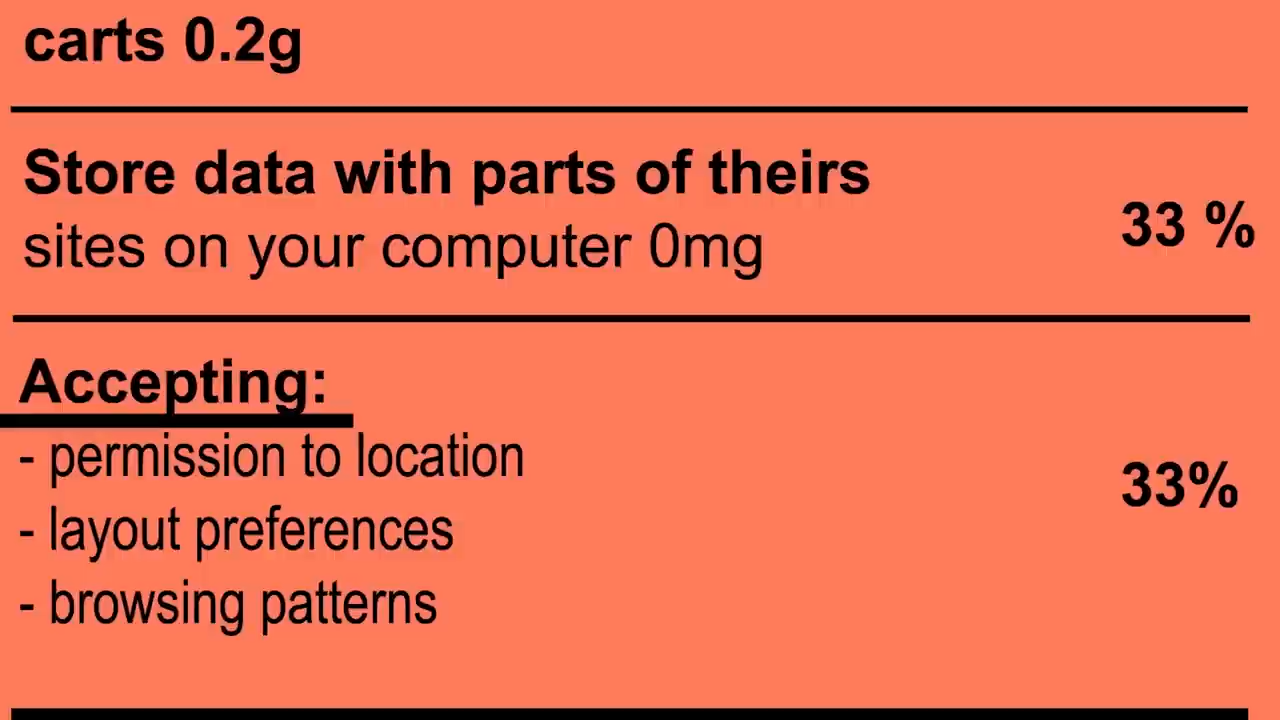 carts 0.2g
Store data with parts of theirs
sites on your computer 0mg
33 %
Accepting:
- permission to location
- layout preferences
- browsing patterns
33%